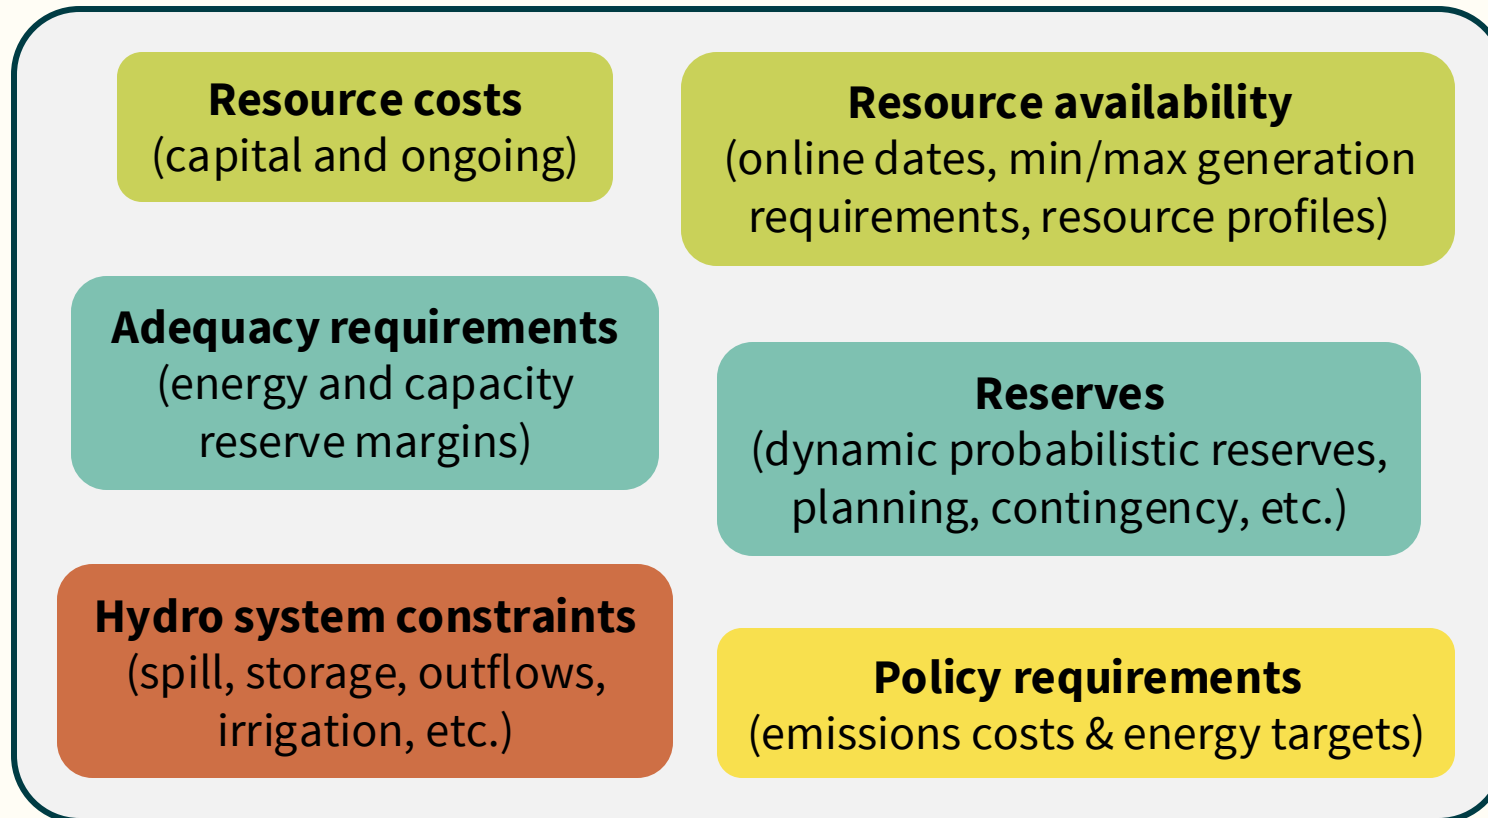 Resource costs
(capital and ongoing)
Resource availability
(online dates, min/max generation
requirements, resource profiles)
Adequacy requirements
(energy and capacity
reserve margins)
Reserves
(dynamic probabilistic reserves,
planning, contingency, etc.)
Hydro system constraints
(spill, storage, outflows,
irrigation, etc.)
Policy requirements
(emissions costs & energy targets)